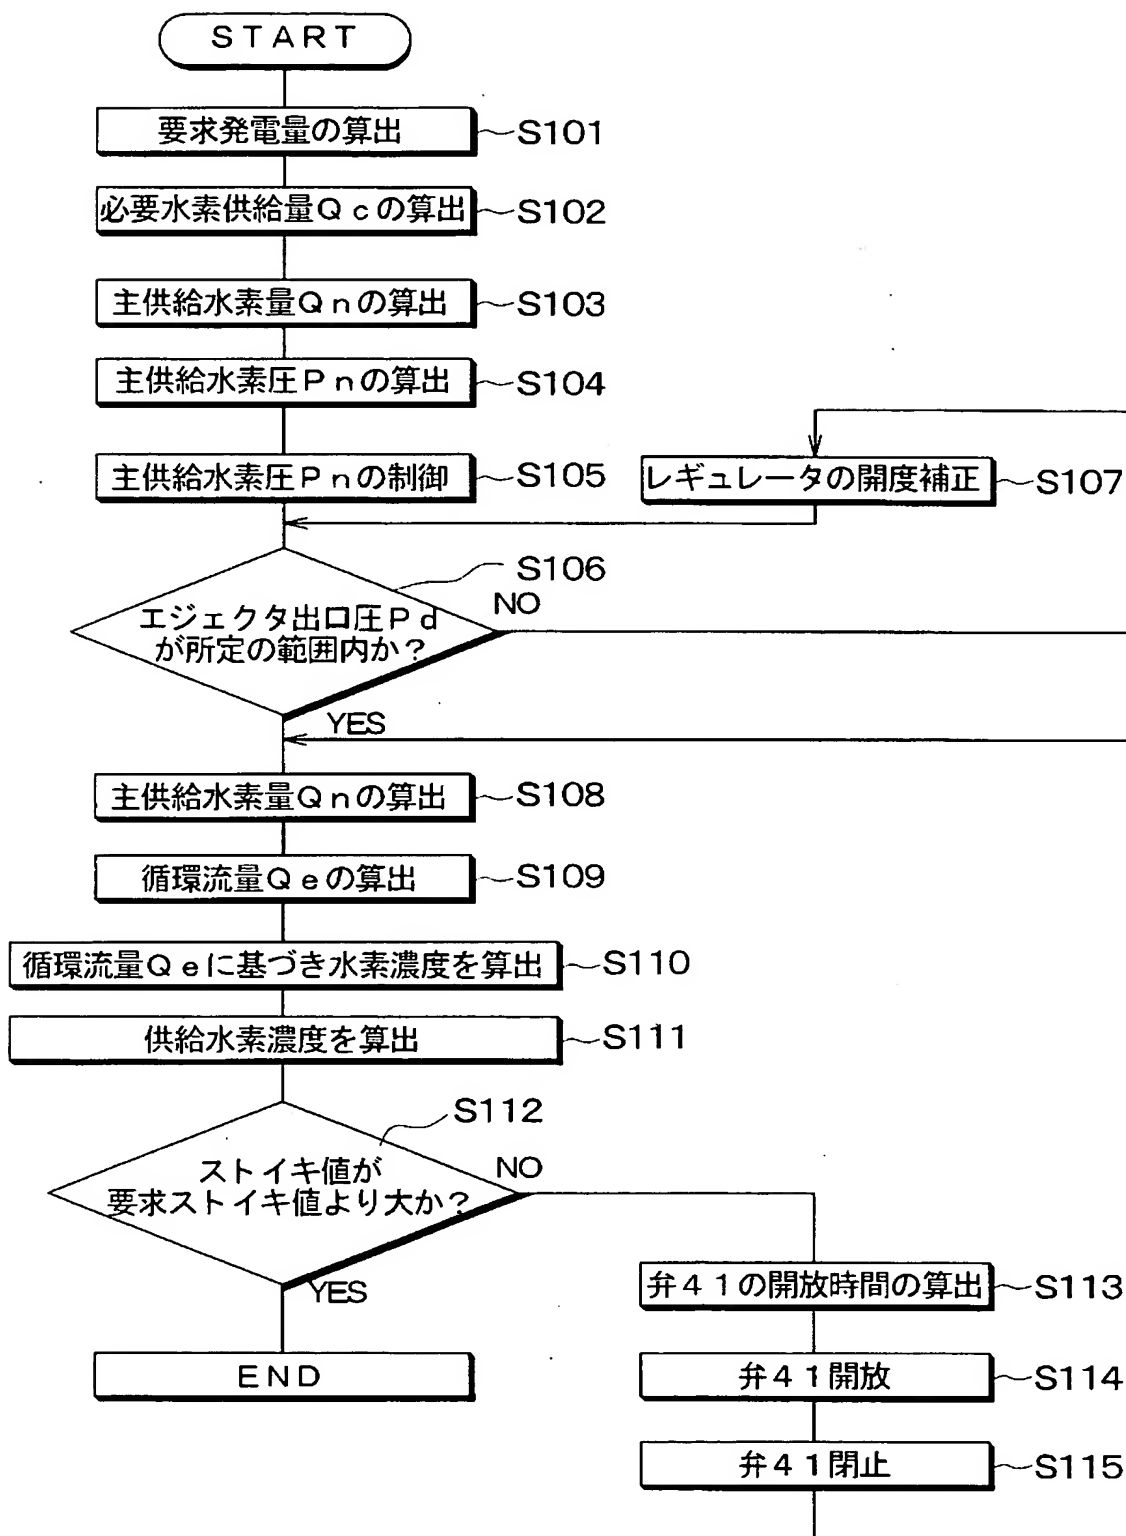 START
要求発電量の算出
S101
必要水素供給量Qcの算出
S102
主供給水素量Qnの算出
S103
主供給水素圧Pnの算出
S104
主供給水素圧Pnの制御
S105
レギュレータの開度補正
S107
S106
エジェクタ出口圧Pd
が所定の範囲内か?
NO
YES
主供給水素量Qnの算出
S108
循環流量Qeの算出
S109
循環流量Qeに基づき水素濃度を算出
S110
供給水素濃度を算出
S111
S112
ストイキ値が
要求ストイキ値より大か?
NO
YES
弁41の開放時間の算出
S113
END
弁41開放
S114
弁41閉止
S115